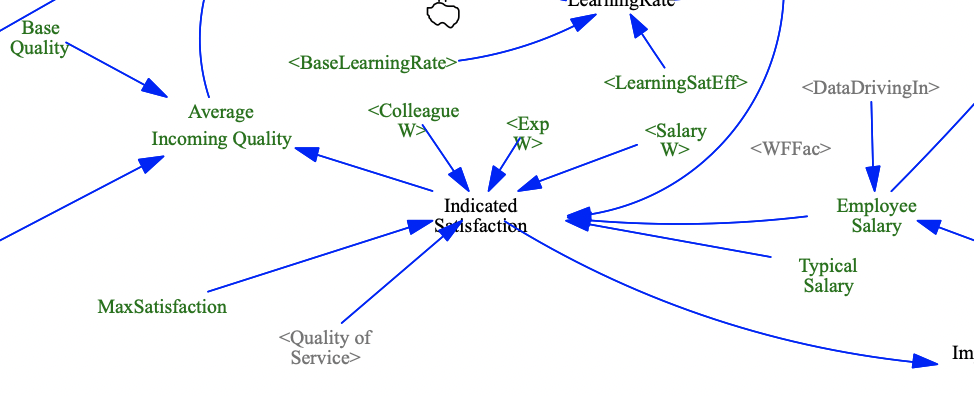 LearningRate
Base
Quality
<BaseLearningRate>
<LearningSatEff>
<DataDrivingIn>
Average
Incoming Quality
<Colleague
W>
<Exp
W>
<Salary
W>
<WFFac>
Indicated
Satisfaction
Employee
Salary
Typical
Salary
MaxSatisfaction
<Quality of
Service>
Im